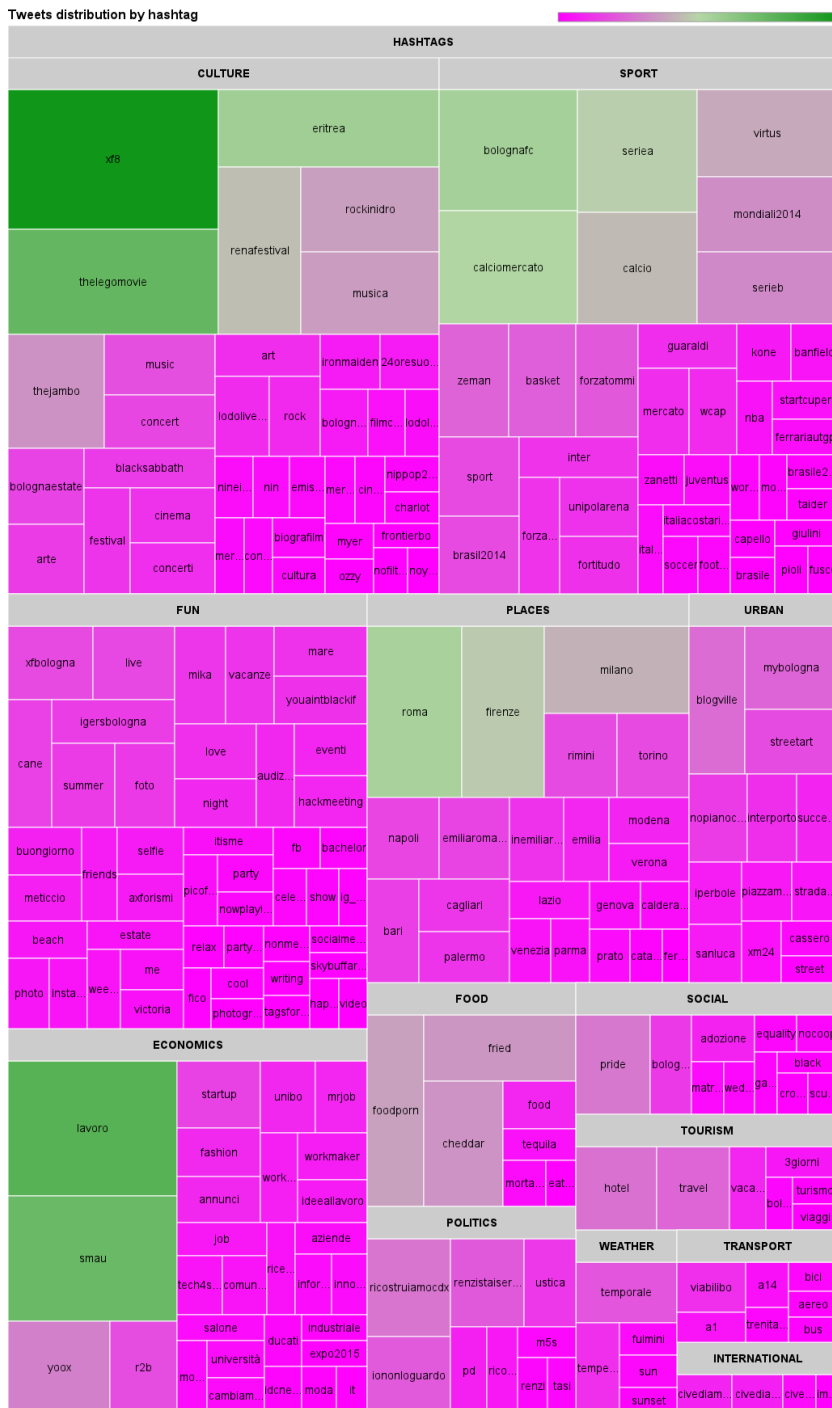 Tweets distribution by hashtag
HASHTAGS
CULTURE
xf8
eritrea
thelegomovie
renafestival
rockinidro
musica
thejambo
music
concert
art
lodolive...
rock
ironmaiden
24oresuo...
bologn...
filmc...
lodol...
bolognaestate
arte
blacksabbath
festival
cinema
concerti
ninei...
nin
emis...
mer...
cin...
nippop2...
charlot
mer...
con...
biografilm
cultura
myer
ozzy
frontierbo
nofilt...
noy...
SPORT
bolognafc
calciomercato
seriea
calcio
virtus
mondiali2014
serieb
zeman
basket
forzatommi
sport
brasil2014
inter
forza...
unipolarena
fortitudo
guaraldi
mercato
wcap
kone
banfield
nba
startcuper
ferrariautgp
zanetti
juventus
wor...
mo...
brasile2
taider
ital...
italiacostari...
soccer
foot...
capello
brasile
giulini
pioli
fusco
FUN
xfbologna
live
cane
igersbologna
summer
foto
mika
vacanze
mare
youaintblackif
love
night
audiz...
eventi
hackmeeting
buongiorno
meticcio
friends
selfie
axforismi
itisme
picof...
party
nowplayi...
fb
bachelor
cele...
show
ig_...
beach
photo
insta...
estate
wee...
me
victoria
relax
party...
fico
cool
photogr...
nonme...
writing
tagsfor...
socialme...
skybuffar...
hap...
video
PLACES
roma
firenze
milano
rimini
torino
napoli
emiliaroma...
bari
cagliari
palermo
inemiliar...
emilia
modena
verona
lazio
venezia
parma
genova
caldera...
prato
cata...
fer...
URBAN
blogville
mybologna
streetart
nopianoc...
interporto
succe...
iperbole
piazzam...
strada...
sanluca
xm24
cassero
street
ECONOMICS
lavoro
smau
yoox
r2b
startup
fashion
annunci
unibo
mrjob
work...
workmaker
ideeallavoro
job
tech4s...
comun...
rice...
aziende
infor...
inno...
salone
mo...
università
cambiam...
ducati
industriale
expo2015
idcne...
moda
it
FOOD
foodporn
fried
cheddar
food
tequila
morta...
eat...
POLITICS
ricostruiamocdx
iononloguardo
renzistaiser...
ustica
pd
rico...
m5s
renzi
tasi
SOCIAL
pride
bolog...
adozione
matr...
wed...
equality
nocoop
ga...
black
cro...
scu
TOURISM
hotel
travel
vaca...
3giorni
bol...
turismo
viaggi
WEATHER
temporale
tempe...
fulmini
sun
sunset
TRANSPORT
viabilibo
a1
a14
trenita...
bici
aereo
bus
INTERNATIONAL
civediam...
civedia...
cive...
im